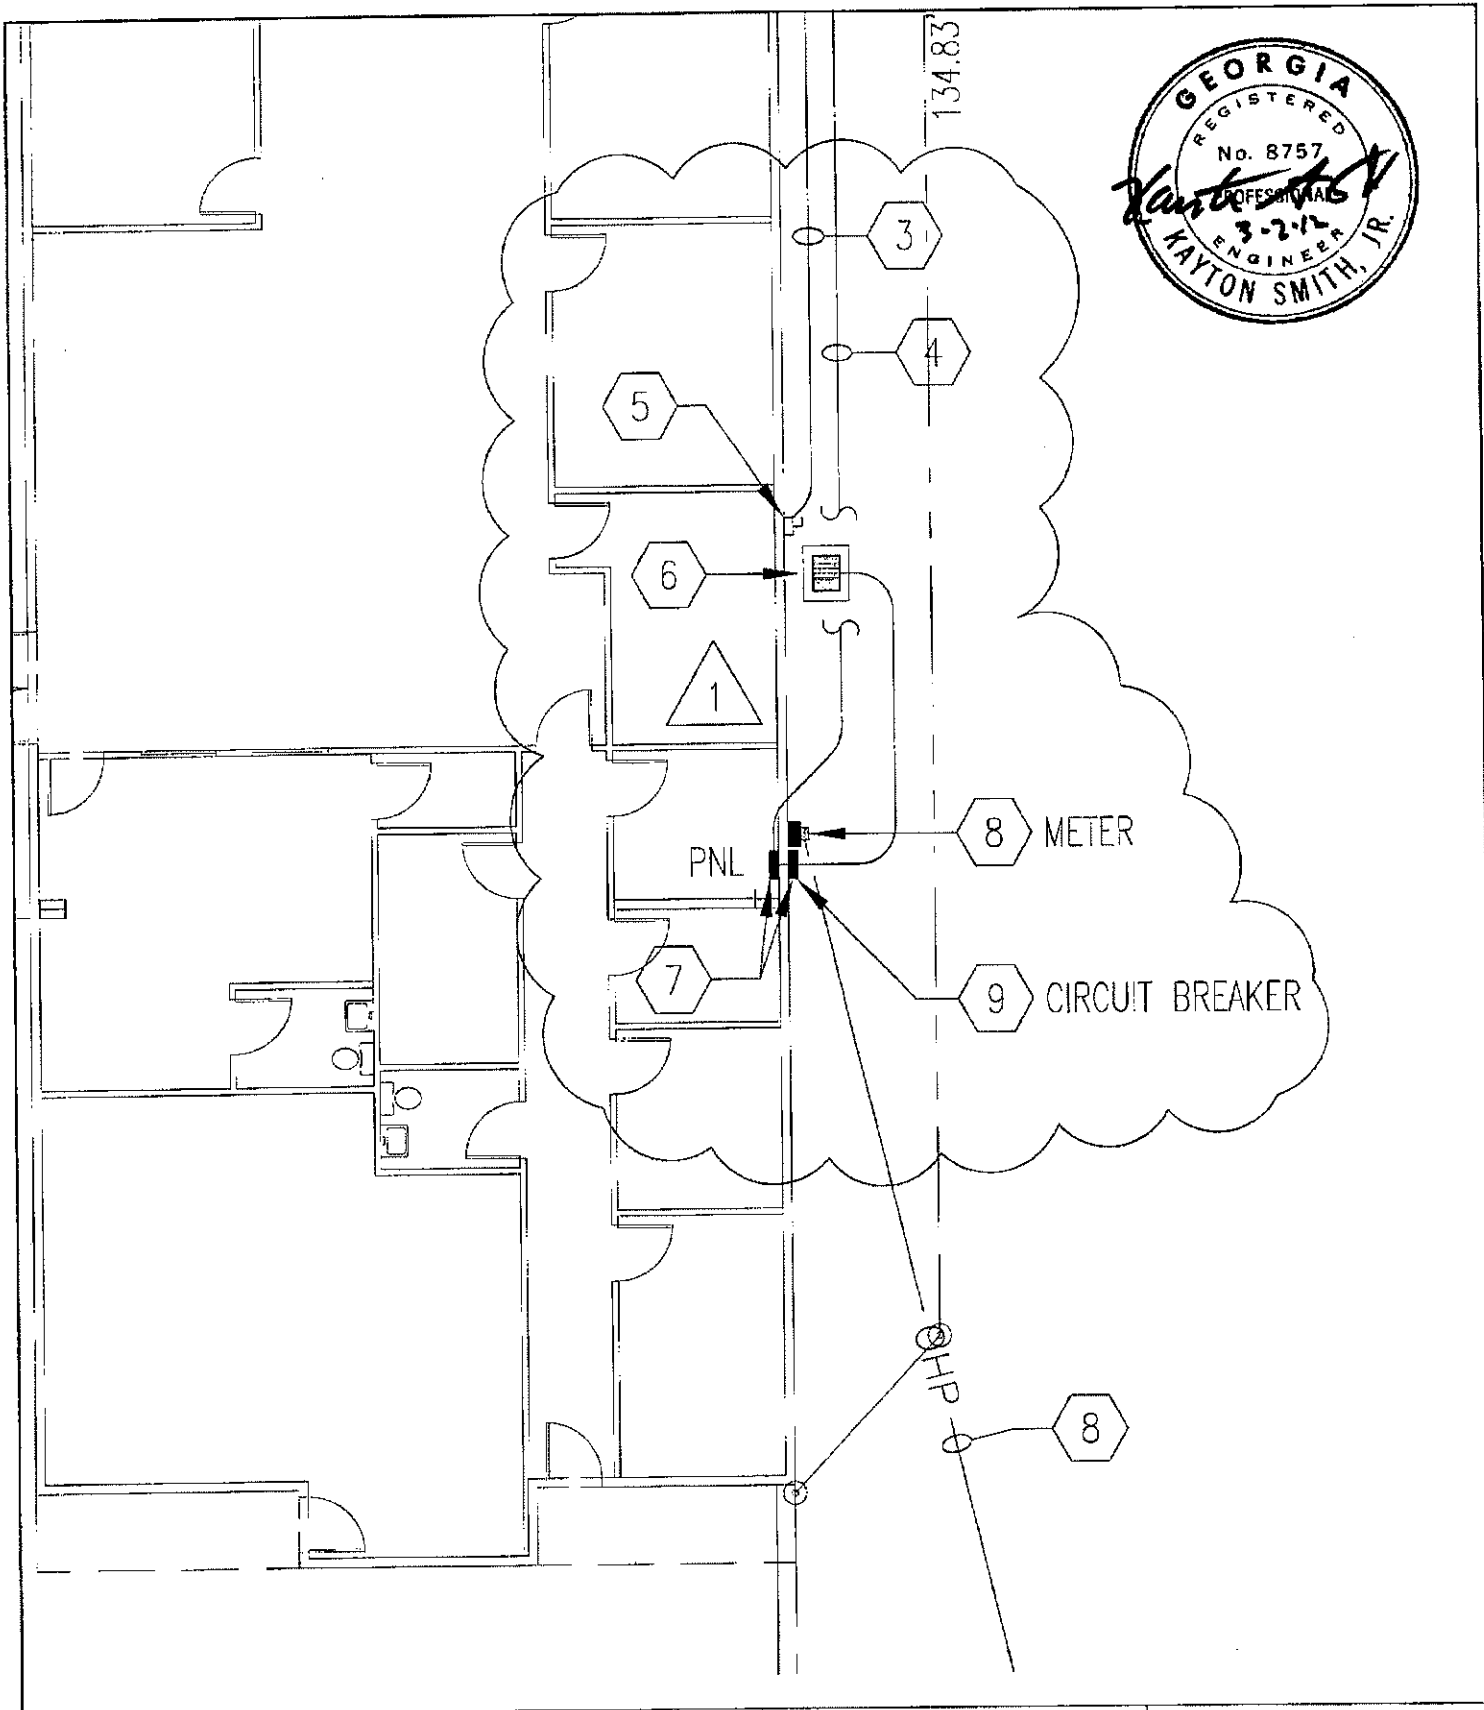 134.83
GEORGIA
REGISTERED
No. 8757
PROFESSIONAL
3-2-12
ENGINEER
KAYTON SMITH, JR.
3
4
5
6
1
8 METER
PNL
7
9 CIRCUIT BREAKER
OHP
8